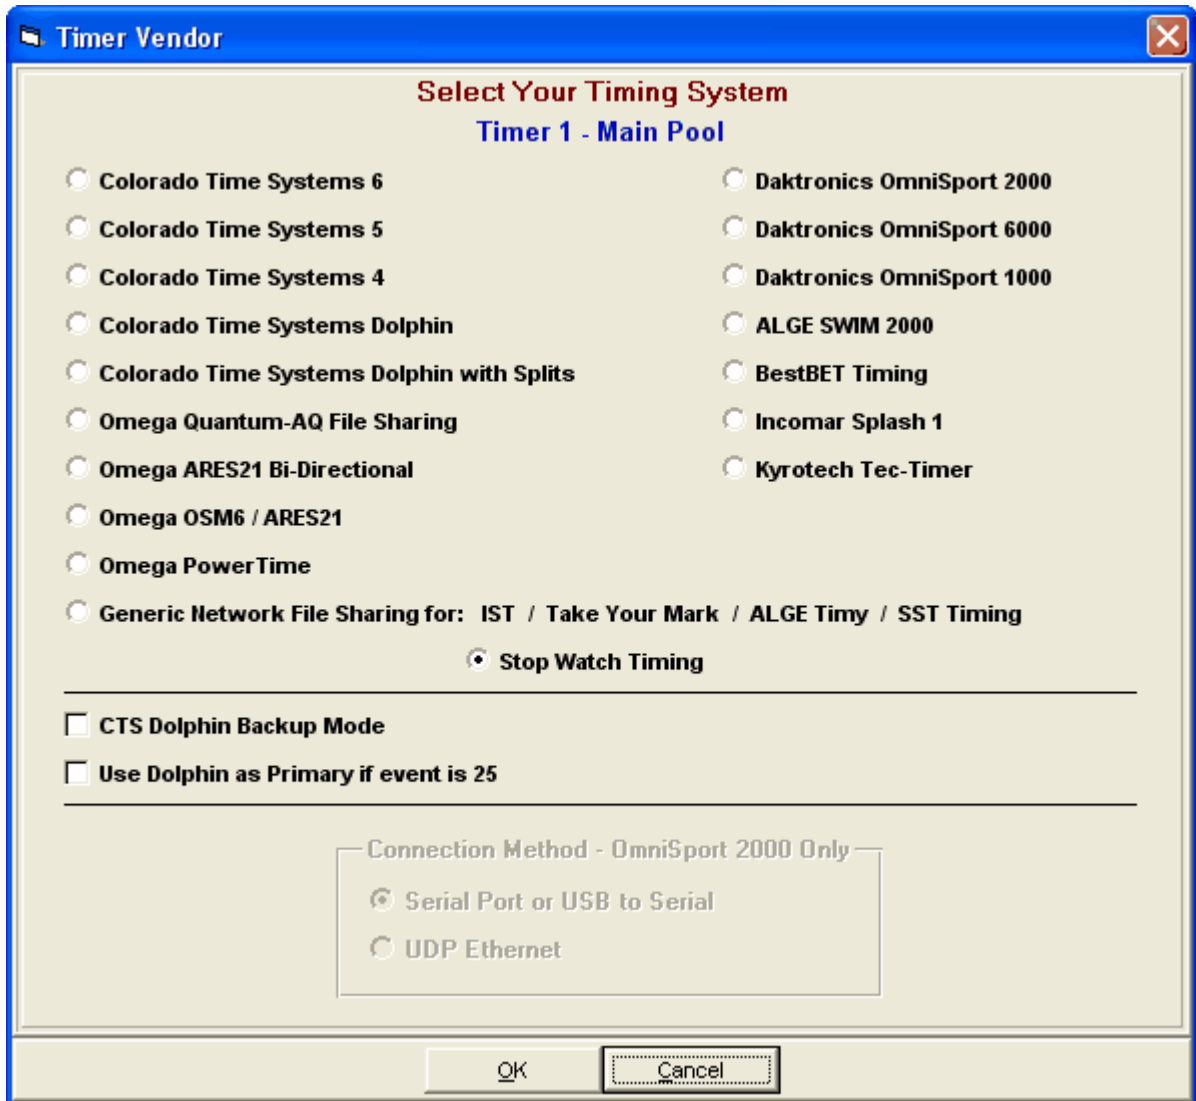 Timer Vendor
Select Your Timing System
Timer 1 - Main Pool
Colorado Time Systems 6
Colorado Time Systems 5
Colorado Time Systems 4
Colorado Time Systems Dolphin
Colorado Time Systems Dolphin with Splits
Omega Quantum-AQ File Sharing
Omega ARES21 Bi-Directional
Omega OSM6 / ARES21
Omega PowerTime
Daktronics OmniSport 2000
Daktronics OmniSport 6000
Daktronics OmniSport 1000
ALGE SWIM 2000
BestBET Timing
Incomar Splash 1
Kyrotech Tec-Timer
Generic Network File Sharing for: IST / Take Your Mark / ALGE Timy / SST Timing
Stop Watch Timing
CTS Dolphin Backup Mode
Use Dolphin as Primary if event is 25
Connection Method - OmniSport 2000 Only
Serial Port or USB to Serial
UDP Ethernet
OK
Cancel